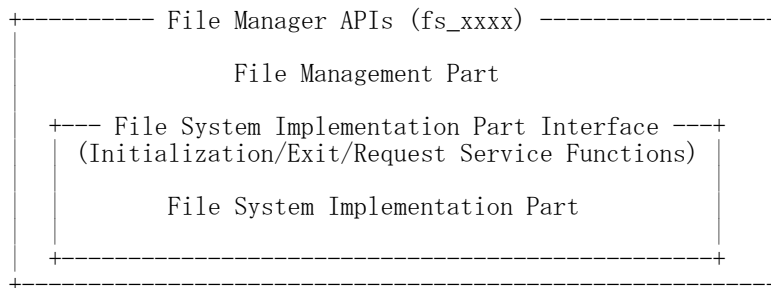 File Manager APIs (fs_xxxx)
File Management Part
File System Implementation Part Interface
(Initialization/Exit/Request Service Functions)
File System Implementation Part